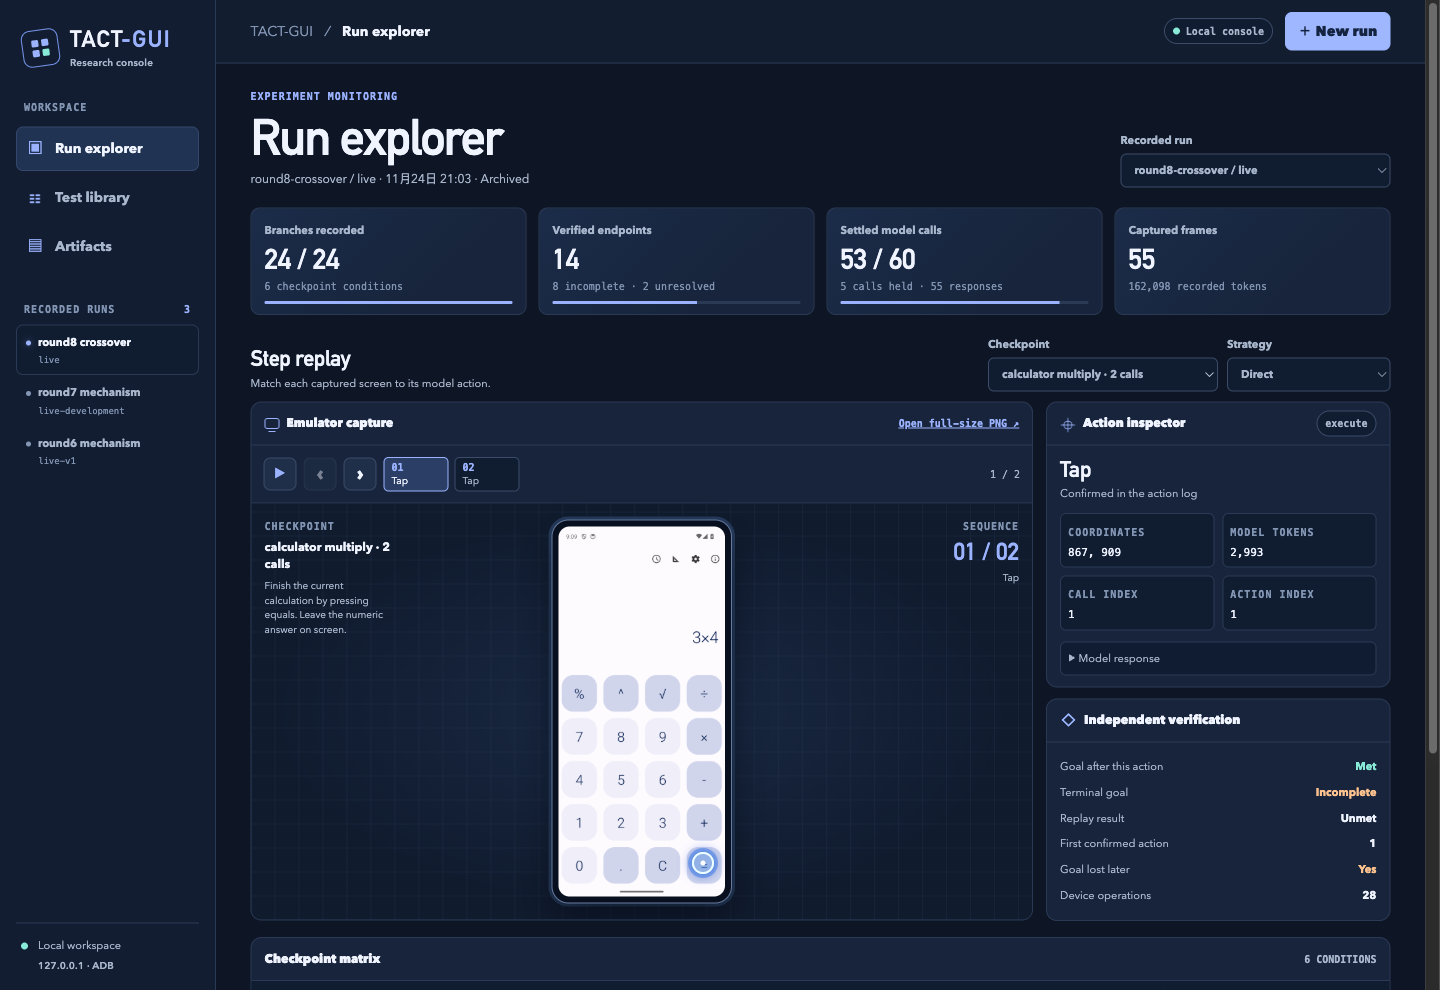 TACT-GUI
Research console
WORKSPACE
Run explorer
Test library
Artifacts
RECORDED RUNS 3
round8 crossover
live
round7 mechanism
live-development
round6 mechanism
live-v1
Local workspace
127.0.0.1 · ADB
TACT-GUI / Run explorer
Local console
+ New run
EXPERIMENT MONITORING
Run explorer
round8-crossover / live · 11月24日 21:03 · Archived
Recorded run
round8-crossover / live
Branches recorded
24 / 24
6 checkpoint conditions
Verified endpoints
14
8 incomplete · 2 unresolved
Settled model calls
53 / 60
5 calls held · 55 responses
Captured frames
55
162,098 recorded tokens
Step replay
Match each captured screen to its model action.
Checkpoint
calculator multiply · 2 calls
Strategy
Direct
Emulator capture
Open full-size PNG ↗
01
Tap
02
Tap
1 / 2
CHECKPOINT
calculator multiply · 2
calls
Finish the current
calculation by pressing
equals. Leave the numeric
answer on screen.
9:09
3×4
% ^ √ ÷
7 8 9 ×
4 5 6 -
1 2 3 +
0 . C =
SEQUENCE
01 / 02
Tap
Action inspector
execute
Tap
Confirmed in the action log
COORDINATES
867, 909
MODEL TOKENS
2,993
CALL INDEX
1
ACTION INDEX
1
Model response
Independent verification
Goal after this action Met
Terminal goal Incomplete
Replay result Unmet
First confirmed action 1
Goal lost later Yes
Device operations 28
Checkpoint matrix
6 CONDITIONS